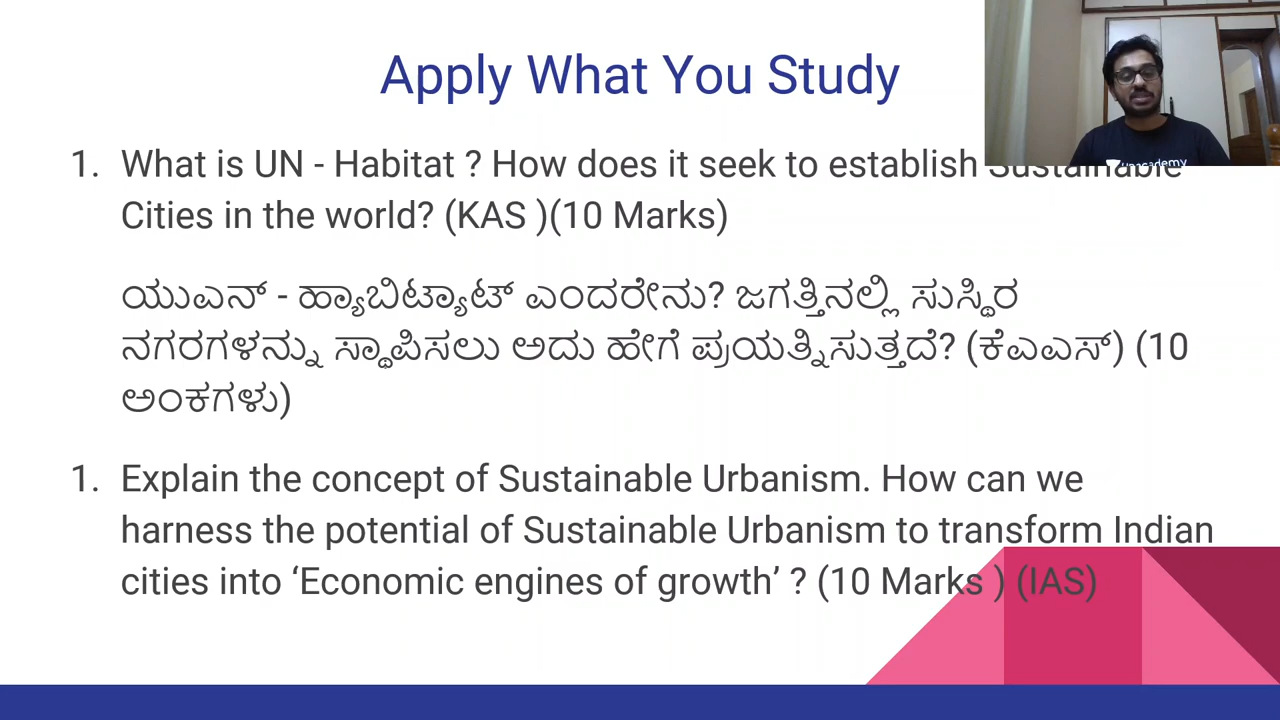 Apply What You Study
1. What is UN - Habitat ? How does it seek to establish Sustainable
Cities in the world? (KAS )(10 Marks)
ಯುಎನ್ - ಹ್ಯಾಬಿಟ್ಯಾಟ್ ಎಂದರೇನು? ಜಗತ್ತಿನಲ್ಲಿ ಸುಸ್ಥಿರ
ನಗರಗಳನ್ನು ಸ್ಥಾಪಿಸಲು ಅದು ಹೇಗೆ ಪ್ರಯತ್ನಿಸುತ್ತದೆ? (ಕೆಎಎಸ್) (10
ಅಂಕಗಳು)
1. Explain the concept of Sustainable Urbanism. How can we
harness the potential of Sustainable Urbanism to transform Indian
cities into ‘Economic engines of growth’ ? (10 Marks ) (IAS)
unacademy